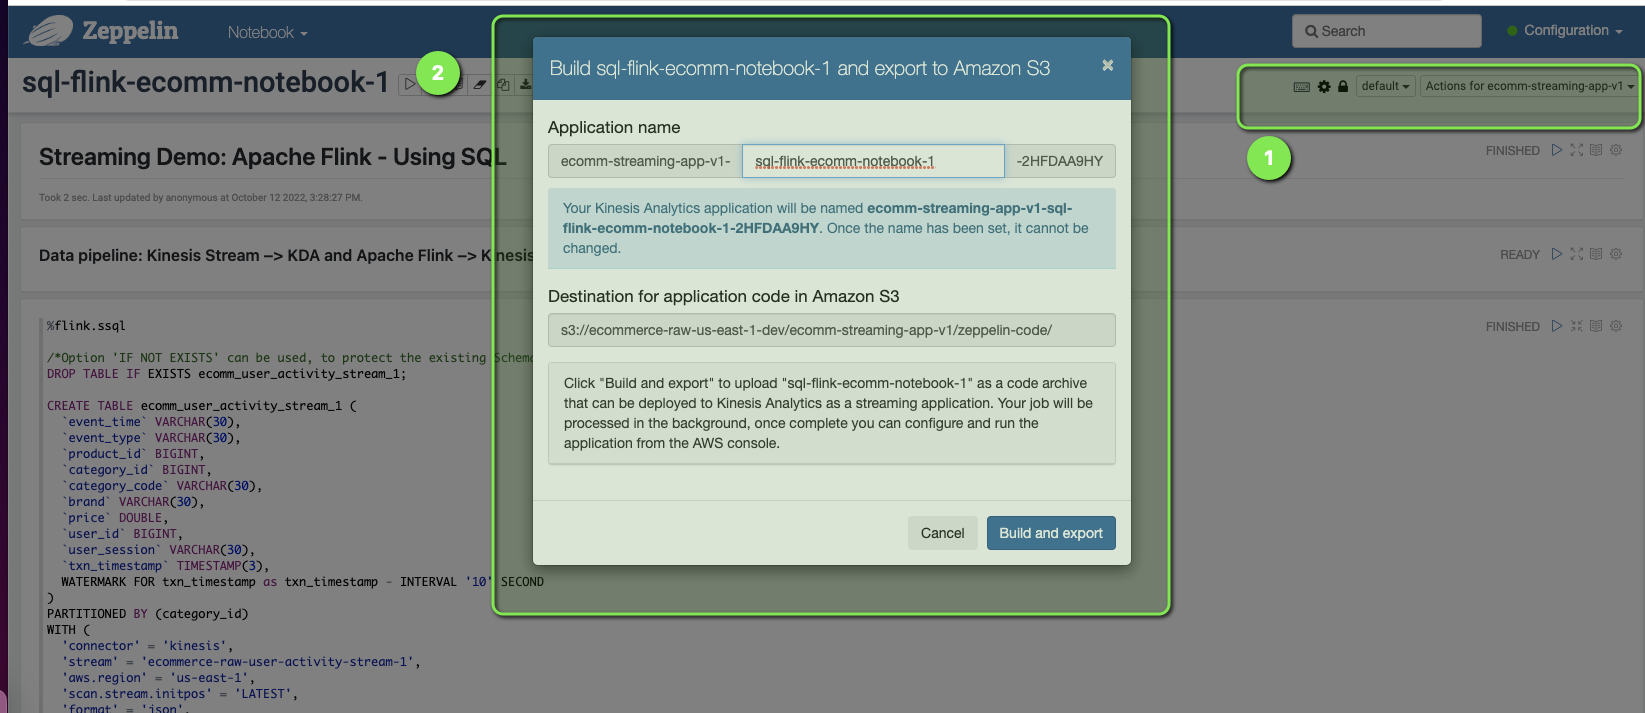 Zeppelin
Notebook
Search
Configuration
sql-flink-ecomm-notebook-1
2
default
Actions for ecomm-streaming-app-v1
1
Build sql-flink-ecomm-notebook-1 and export to Amazon S3
×
Application name
ecomm-streaming-app-v1-
sql-flink-ecomm-notebook-1
-2HFDAA9HY
Your Kinesis Analytics application will be named ecomm-streaming-app-v1-sql-
flink-ecomm-notebook-1-2HFDAA9HY. Once the name has been set, it cannot be
changed.
Destination for application code in Amazon S3
s3://ecommerce-raw-us-east-1-dev/ecomm-streaming-app-v1/zeppelin-code/
Click "Build and export" to upload "sql-flink-ecomm-notebook-1" as a code archive
that can be deployed to Kinesis Analytics as a streaming application. Your job will be
processed in the background, once complete you can configure and run the
application from the AWS console.
Cancel
Build and export
Streaming Demo: Apache Flink - Using SQL
FINISHED
Took 2 sec. Last updated by anonymous at October 12 2022, 3:28:27 PM.
Data pipeline: Kinesis Stream –> KDA and Apache Flink –> Kinesis
READY
FINISHED
%flink.ssql
/*Option 'IF NOT EXISTS' can be used, to protect the existing Schema
DROP TABLE IF EXISTS ecomm_user_activity_stream_1;
CREATE TABLE ecomm_user_activity_stream_1 (
`event_time` VARCHAR(30),
`event_type` VARCHAR(30),
`product_id` BIGINT,
`category_id` BIGINT,
`category_code` VARCHAR(30),
`brand` VARCHAR(30),
`price` DOUBLE,
`user_id` BIGINT,
`user_session` VARCHAR(30),
`txn_timestamp` TIMESTAMP(3),
WATERMARK FOR txn_timestamp as txn_timestamp - INTERVAL '10' SECOND
)
PARTITIONED BY (category_id)
WITH (
'connector' = 'kinesis',
'stream' = 'ecommerce-raw-user-activity-stream-1',
'aws.region' = 'us-east-1',
'scan.stream.initpos' = 'LATEST',
'format' = 'json',